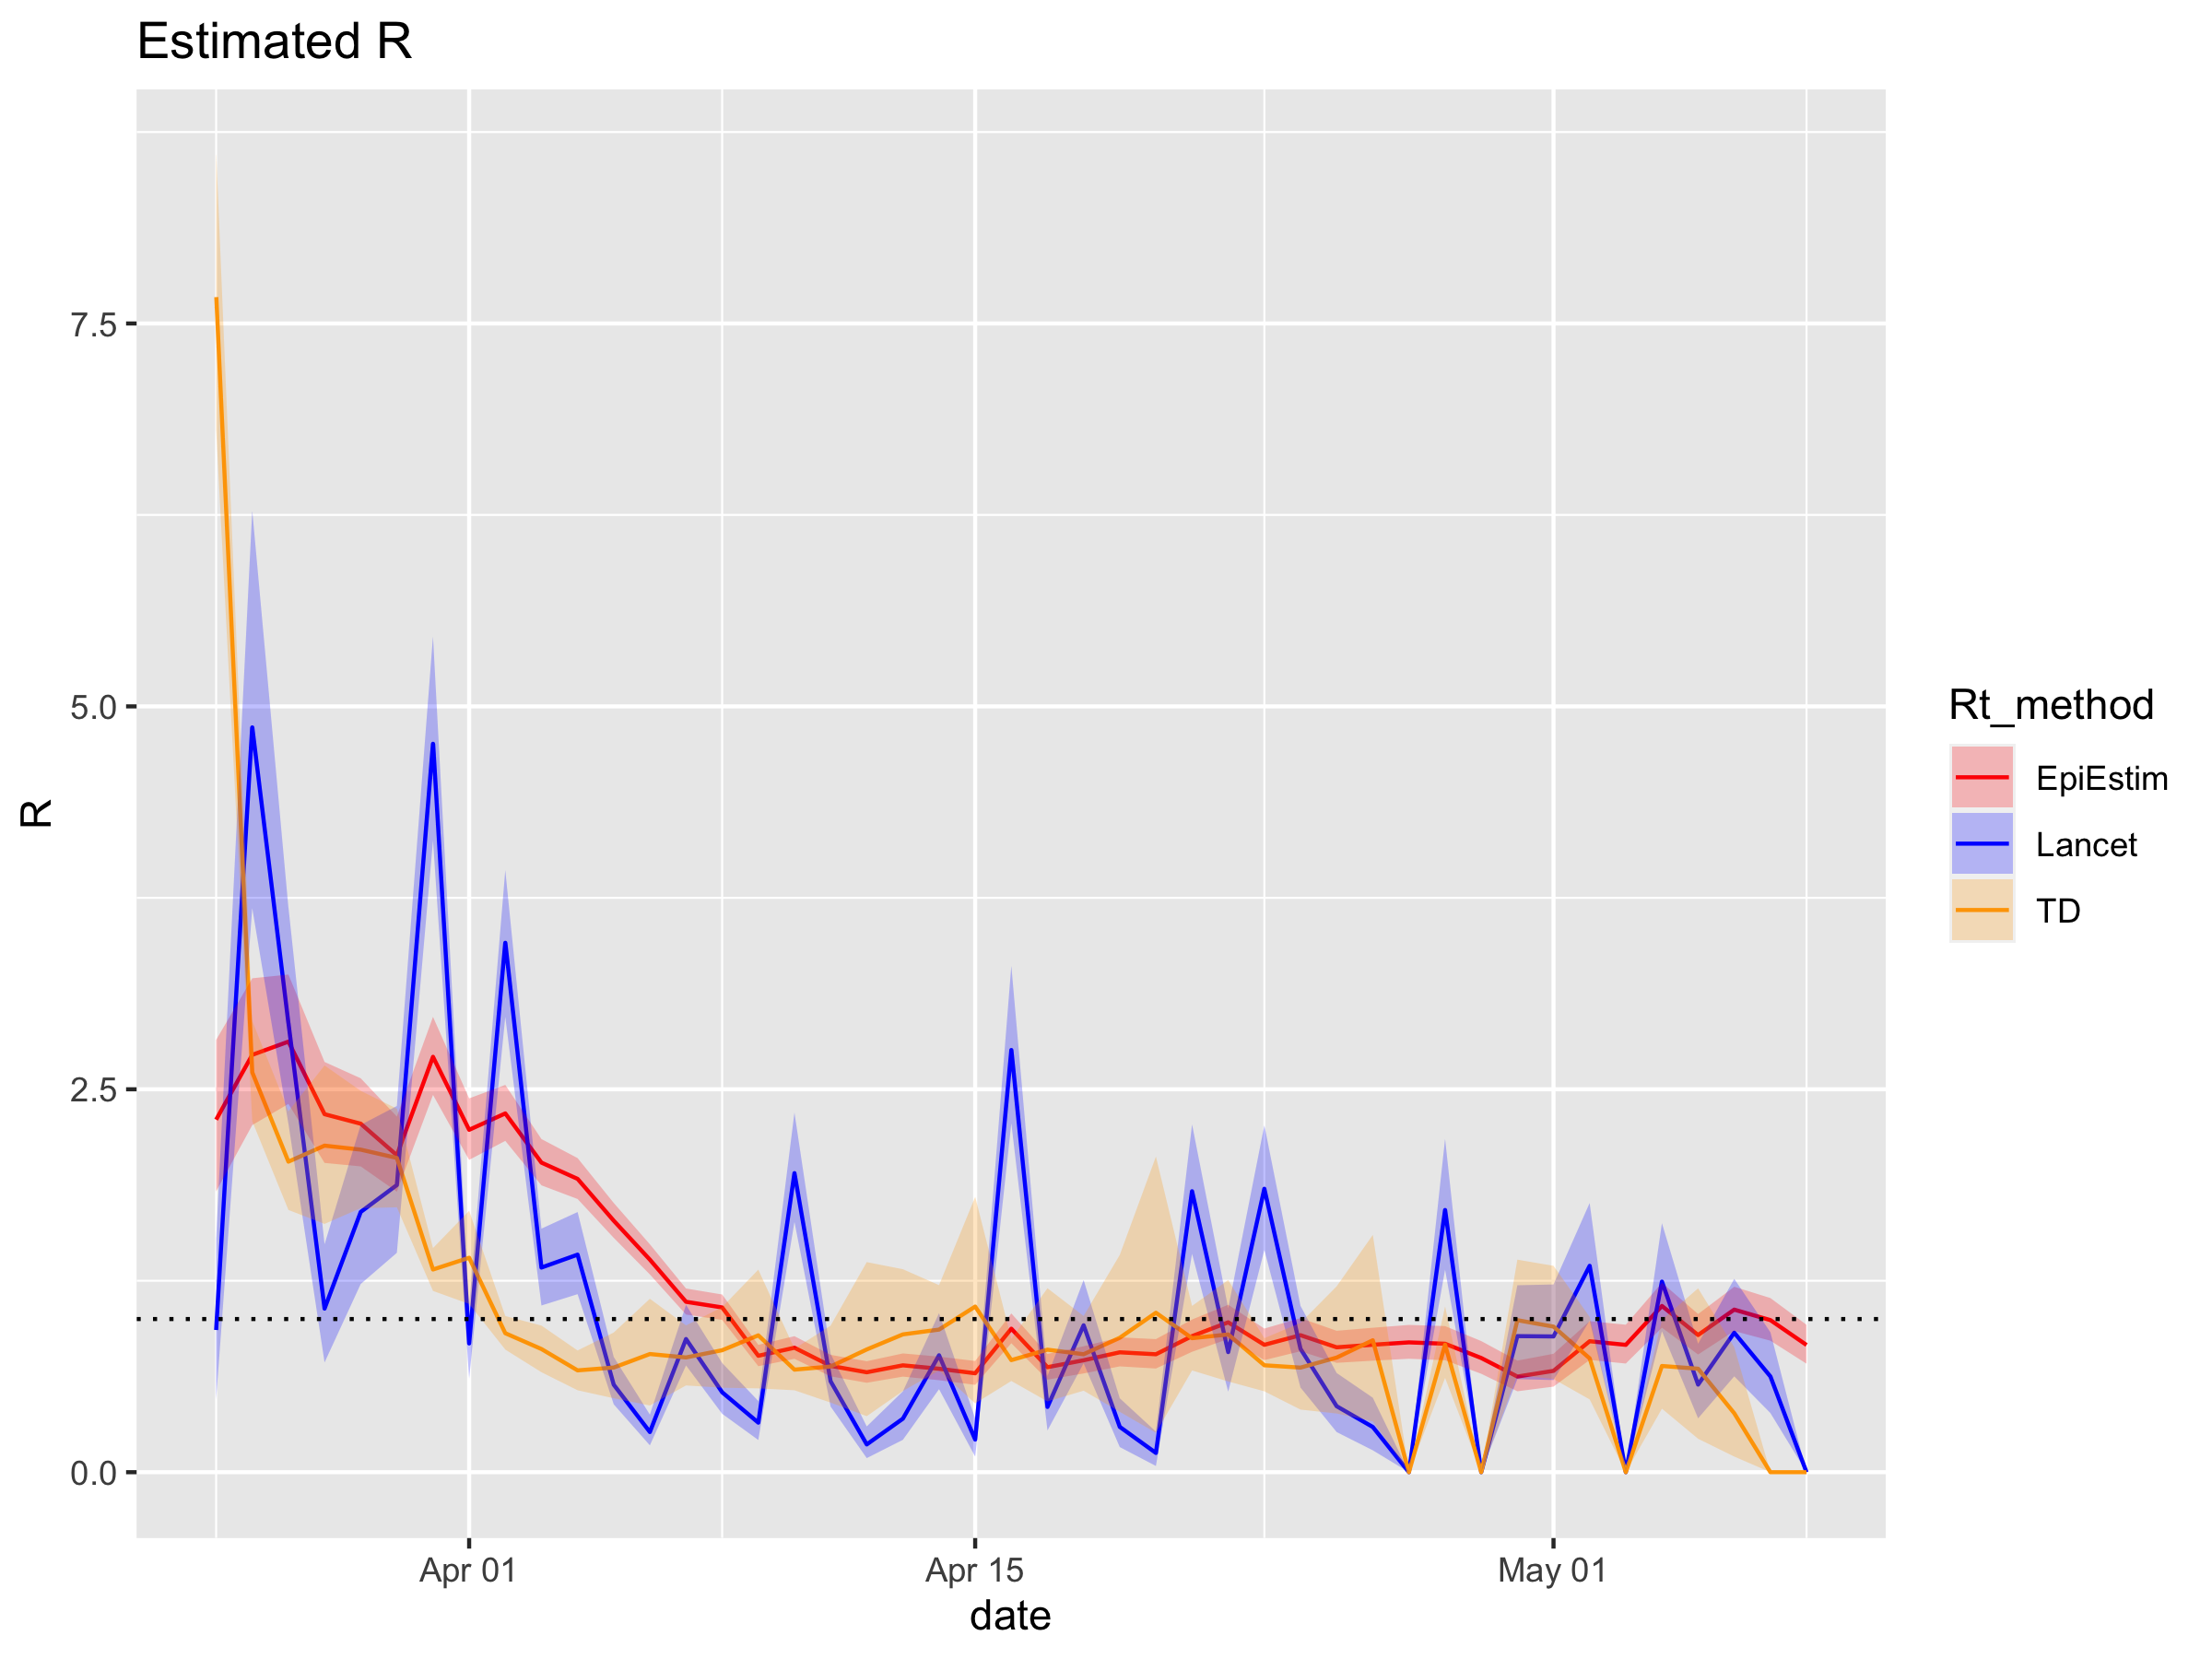 Estimated R
7.5
5.0
2.5
0.0
R
Apr 01
Apr 15
May 01
date
Rt_method
EpiEstim
Lancet
TD